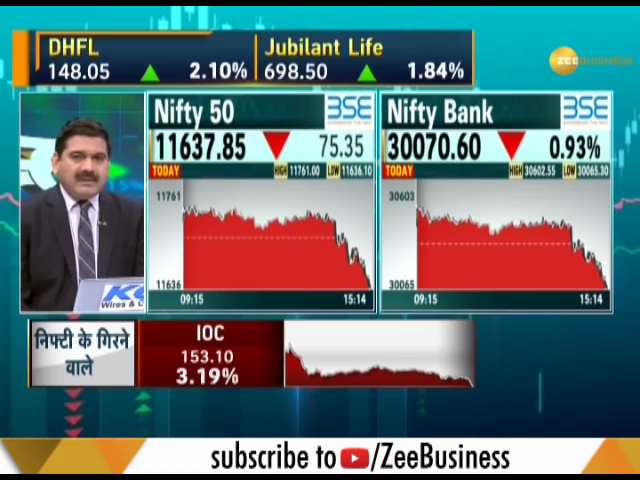 DHFL
148.05 2.10%
Jubilant Life
698.50 1.84%
ZEE BUSINESS
Nifty 50
BSE
11637.85 75.35
TODAY HIGH 11761.00 LOW 11636.10
11761
11636
09:15 15:14
Nifty Bank
BSE
30070.60 0.93%
TODAY HIGH 30602.55 LOW 30065.30
30603
30065
09:15 15:14
Wires & C
निफ्टी के गिरने
वाले
IOC
153.10
3.19%
subscribe to /ZeeBusiness